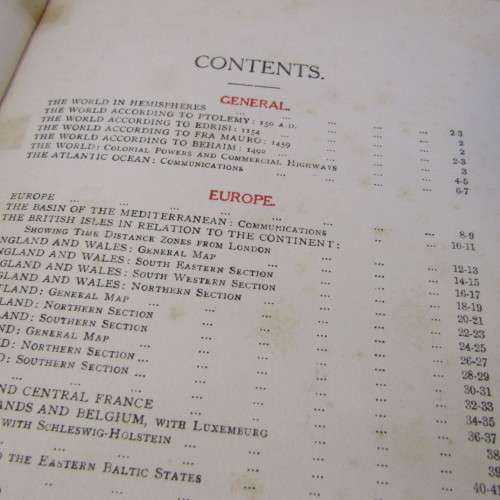 CONTENTS.
GENERAL.
THE WORLD IN HEMISPHERES ... ... ... 2-3
THE WORLD ACCORDING TO PTOLEMY: 150 A.D. ... ... ... 2
THE WORLD ACCORDING TO EDRISI: 1154 ... ... ... 2
THE WORLD ACCORDING TO FRA MAURO: 1459 ... ... ... 2-3
THE WORLD ACCORDING TO BEHAIM: 1492 ... ... ... 3
THE WORLD: COLONIAL POWERS AND COMMERCIAL HIGHWAYS ... ... 4-5
THE ATLANTIC OCEAN: COMMUNICATIONS ... ... ... 6-7
EUROPE.
EUROPE ... ... ... 8-9
THE BASIN OF THE MEDITERRANEAN: COMMUNICATIONS ... ... 10-11
THE BRITISH ISLES IN RELATION TO THE CONTINENT:
SHOWING TIME DISTANCE ZONES FROM LONDON ... ... 12-13
ENGLAND AND WALES: GENERAL MAP ... ... 14-15
ENGLAND AND WALES: SOUTH EASTERN SECTION ... ... 16-17
ENGLAND AND WALES: SOUTH WESTERN SECTION ... ... 18-19
ENGLAND AND WALES: NORTHERN SECTION ... ... 20-21
TLAND: GENERAL MAP ... ... 22-23
LAND: NORTHERN SECTION ... ... 24-25
LAND: SOUTHERN SECTION ... ... 26-27
ND: GENERAL MAP ... ... 28-29
ND: NORTHERN SECTION ... ... 30-31
D: SOUTHERN SECTION ... ... 32-33
ND CENTRAL FRANCE ... ... 34-35
ANDS AND BELGIUM, WITH LUXEMBURG ... 36-37
WITH SCHLESWIG-HOLSTEIN ... ... 38
... ... 39
D THE EASTERN BALTIC STATES ... 40-41